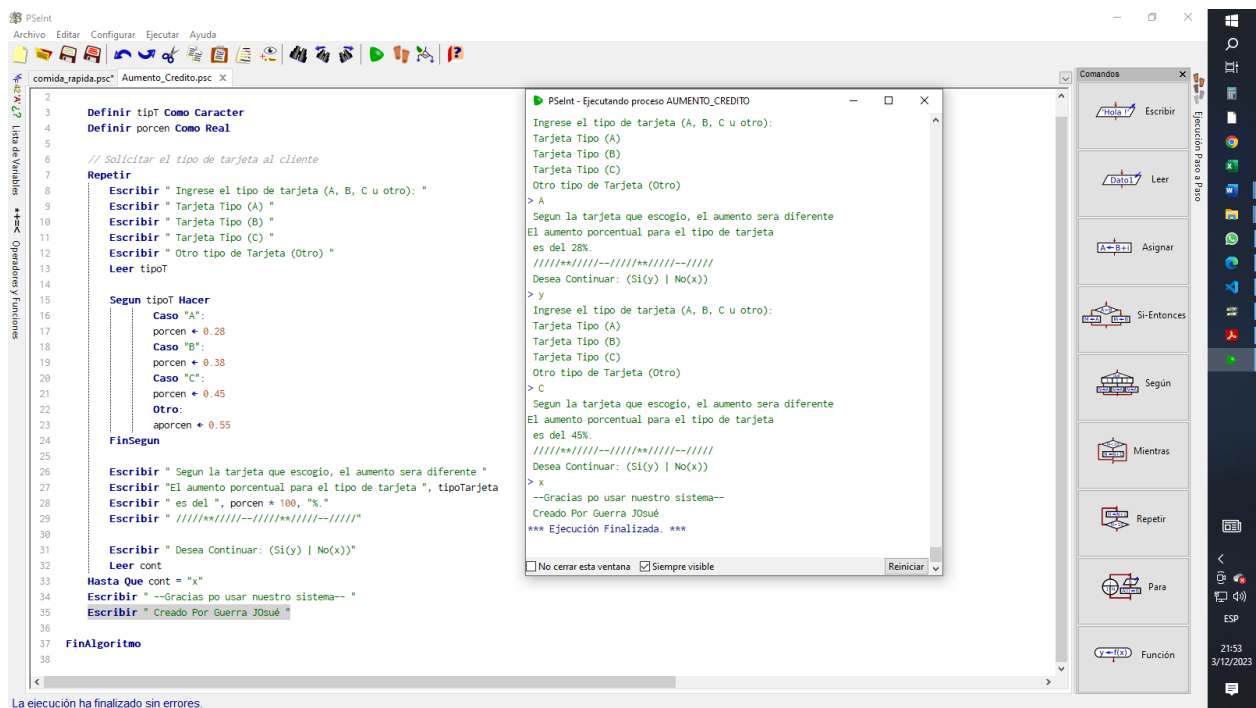 PSeInt
Archivo Editar Configurar Ejecutar Ayuda
comida_rapida.psc* Aumento_Credito.psc X
Lista de Variables
Operadores y Funciones
2
3 Definir tipT Como Caracter
4 Definir porcen Como Real
5
6 // Solicitar el tipo de tarjeta al cliente
7 Repetir
8 Escribir " Ingrese el tipo de tarjeta (A, B, C u otro): "
9 Escribir " Tarjeta Tipo (A) "
10 Escribir " Tarjeta Tipo (B) "
11 Escribir " Tarjeta Tipo (C) "
12 Escribir " Otro tipo de Tarjeta (Otro) "
13 Leer tipoT
14
15 Segun tipoT Hacer
16 Caso "A":
17 porcen ← 0.28
18 Caso "B":
19 porcen ← 0.38
20 Caso "C":
21 porcen ← 0.45
22 Otro:
23 aporcen ← 0.55
24 FinSegun
25
26 Escribir " Segun la tarjeta que escogio, el aumento sera diferente "
27 Escribir "El aumento porcentual para el tipo de tarjeta ", tipoTarjeta
28 Escribir " es del ", porcen * 100, "%."
29 Escribir " /////**/////--/////**/////--/////"
30
31 Escribir " Desea Continuar: (Si(y) | No(x))"
32 Leer cont
33 Hasta Que cont = "x"
34 Escribir " --Gracias po usar nuestro sistema-- "
35 Escribir " Creado Por Guerra JOsué "
36
37 FinAlgoritmo
38
PSeInt - Ejecutando proceso AUMENTO_CREDITO
Ingrese el tipo de tarjeta (A, B, C u otro):
Tarjeta Tipo (A)
Tarjeta Tipo (B)
Tarjeta Tipo (C)
Otro tipo de Tarjeta (Otro)
> A
Segun la tarjeta que escogio, el aumento sera diferente
El aumento porcentual para el tipo de tarjeta
es del 28%.
/////**/////--/////**/////--/////
Desea Continuar: (Si(y) | No(x))
> y
Ingrese el tipo de tarjeta (A, B, C u otro):
Tarjeta Tipo (A)
Tarjeta Tipo (B)
Tarjeta Tipo (C)
Otro tipo de Tarjeta (Otro)
> C
Segun la tarjeta que escogio, el aumento sera diferente
El aumento porcentual para el tipo de tarjeta
es del 45%.
/////**/////--/////**/////--/////
Desea Continuar: (Si(y) | No(x))
> x
--Gracias po usar nuestro sistema--
Creado Por Guerra JOsué
*** Ejecución Finalizada. ***
No cerrar esta ventana Siempre visible Reiniciar
Comandos X
'Hola !' Escribir
Dato1 Leer
A←B+i Asignar
Si-Entonces
Según
Mientras
Repetir
Para
y←f(x) Función
Ejecución Paso a Paso
ESP
21:53
3/12/2023
La ejecución ha finalizado sin errores.